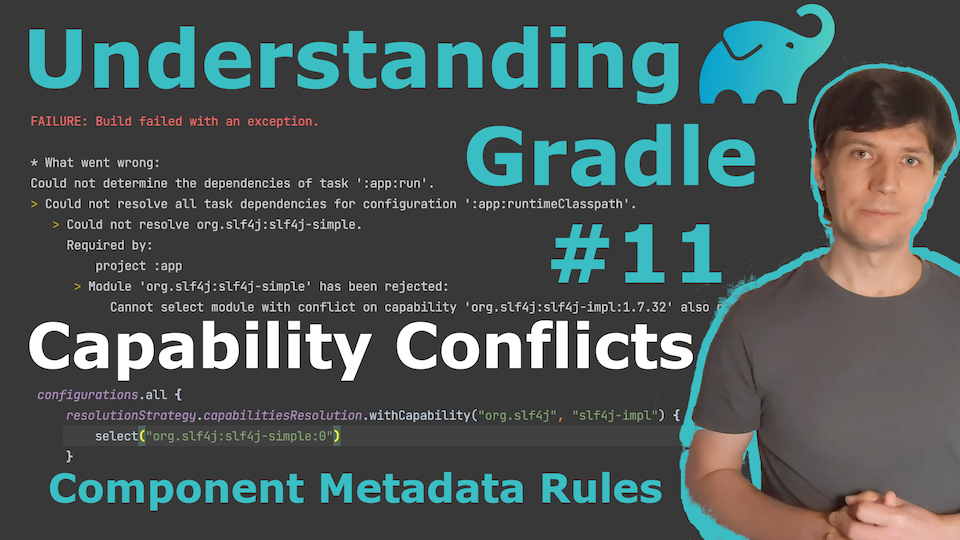 Understanding
FAILURE: Build failed with an exception.
Gradle
* What went wrong:
Could not determine the dependencies of task ':app:run'.
> Could not resolve all task dependencies for configuration ':app:runtimeClasspath'.
> Could not resolve org.slf4j:slf4j-simple.
Required by:
project :app
#11
> Module 'org.slf4j:slf4j-simple' has been rejected:
Cannot select module with conflict on capability 'org.slf4j:slf4j-impl:1.7.32' also
Capability Conflicts
configurations.all {
resolutionStrategy.capabilitiesResolution.withCapability("org.slf4j", "slf4j-impl") {
select("org.slf4j:slf4j-simple:0")
}
Component Metadata Rules